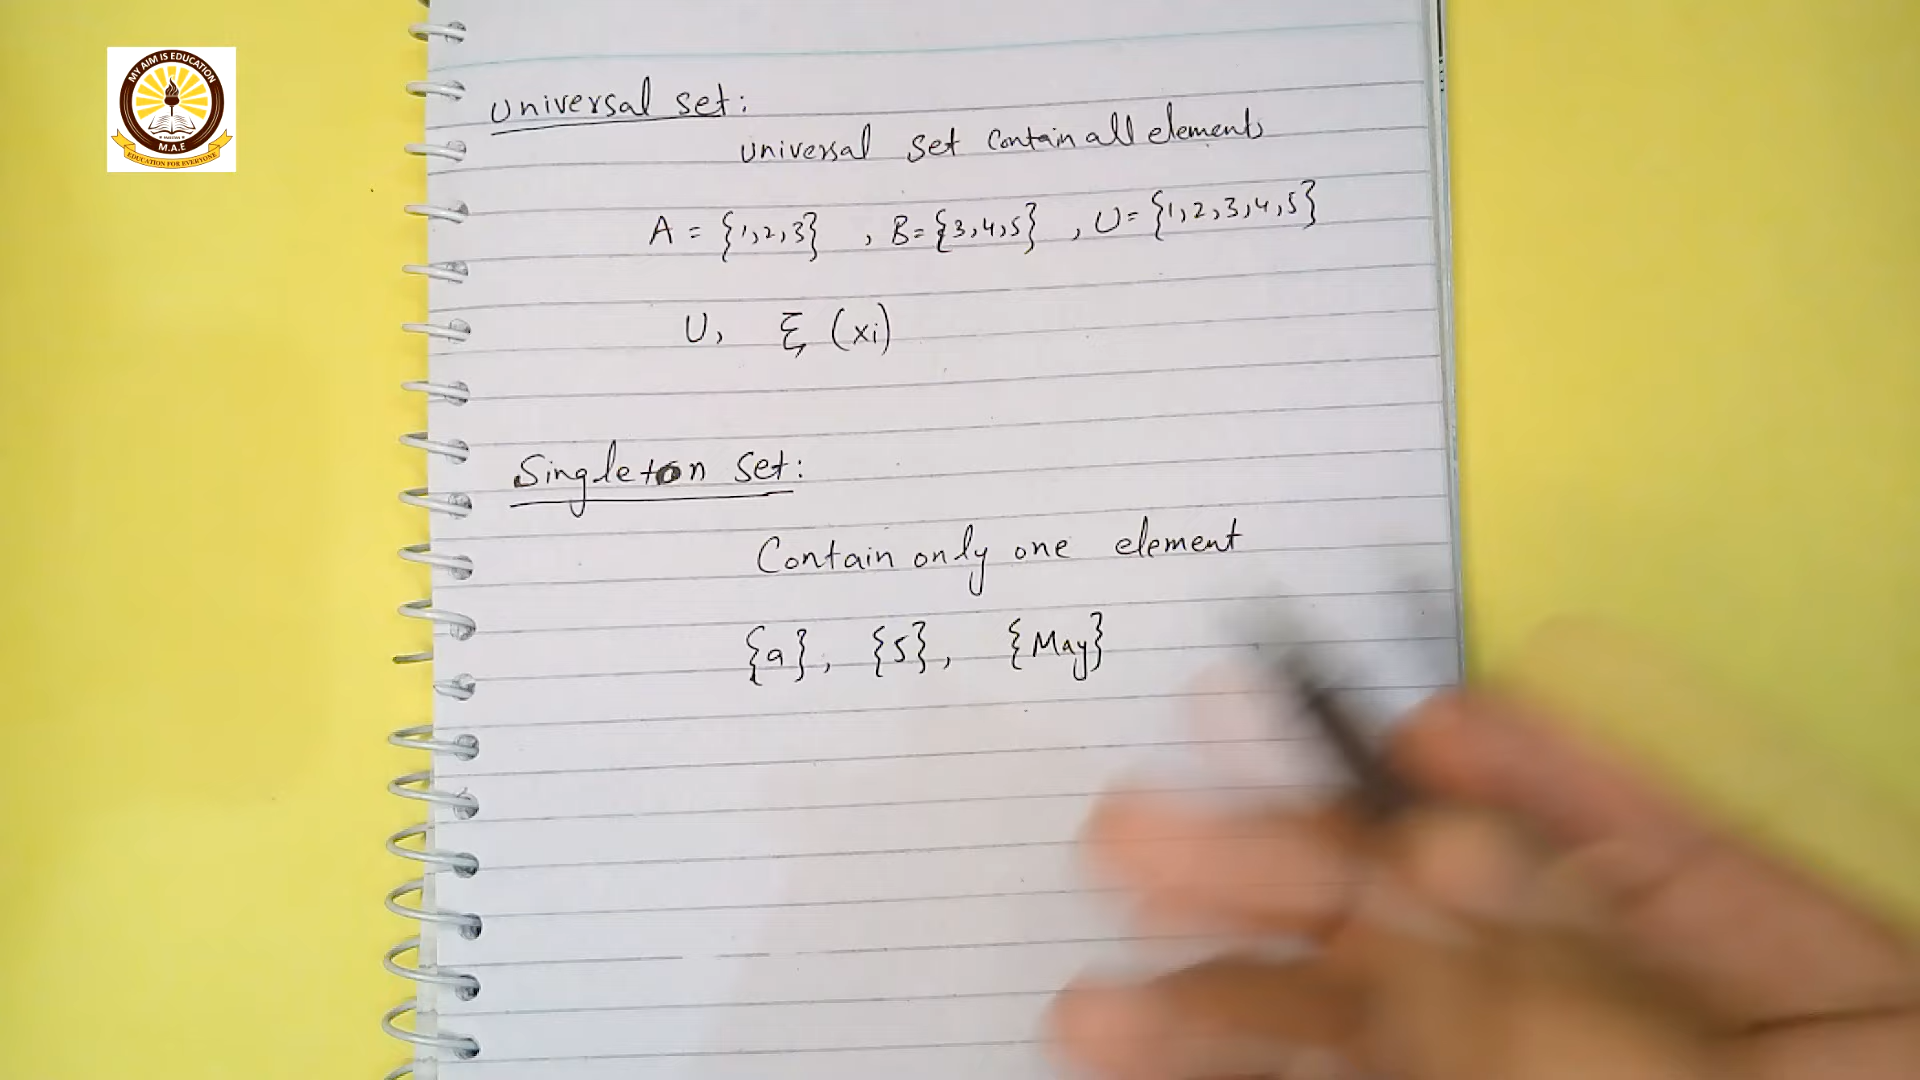 MY AIM IS EDUCATION
M.A.E
EDUCATION FOR EVERYONE
Universal set:
universal set contain all elements
A = {1,2,3} , B={3,4,5} , U={1,2,3,4,5}
U, ξ (xi)
Singleton set:
Contain only one element
{a}, {5}, {May}